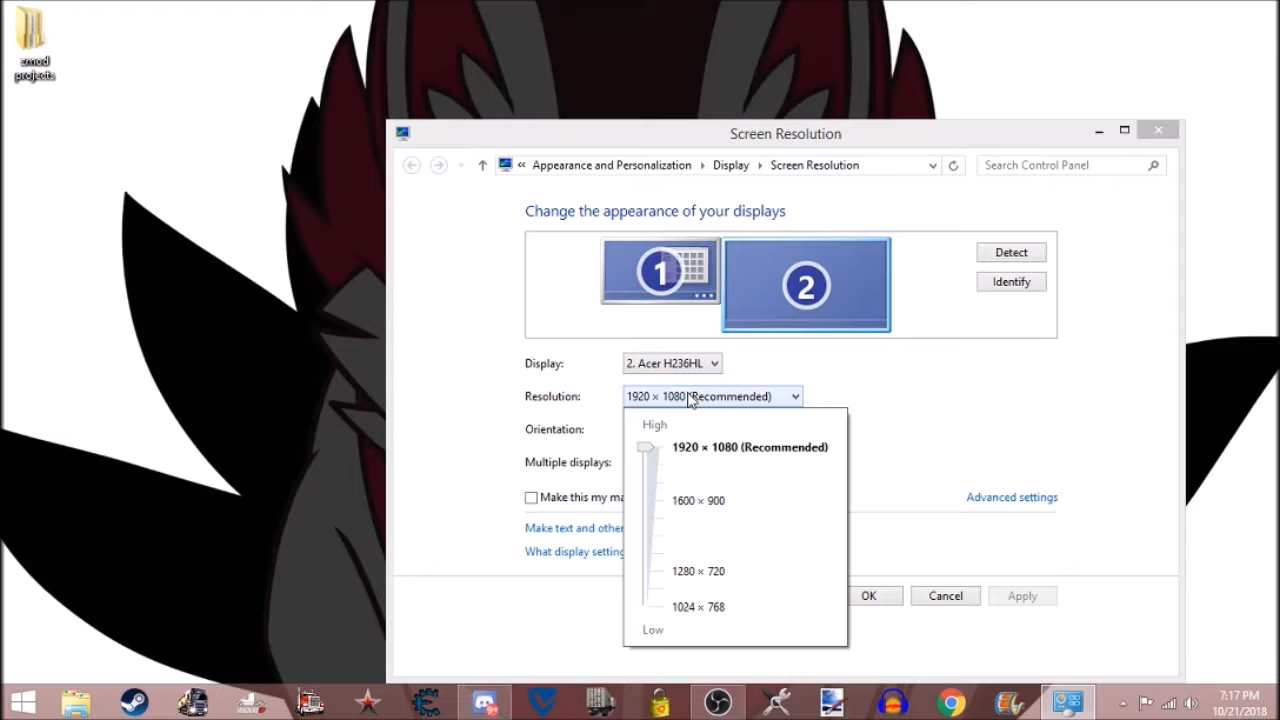 zmod
projects
Screen Resolution
« Appearance and Personalization Display Screen Resolution
Search Control Panel
Change the appearance of your displays
1
2
Detect
Identify
Display: 2. Acer H236HL
Resolution: 1920 × 1080 (Recommended)
High
Orientation:
1920 × 1080 (Recommended)
Multiple displays:
Make this my ma
1600 × 900
Advanced settings
Make text and other
What display setting
1280 × 720
1024 × 768
Low
OK
Cancel
Apply
7:17 PM
10/21/2018